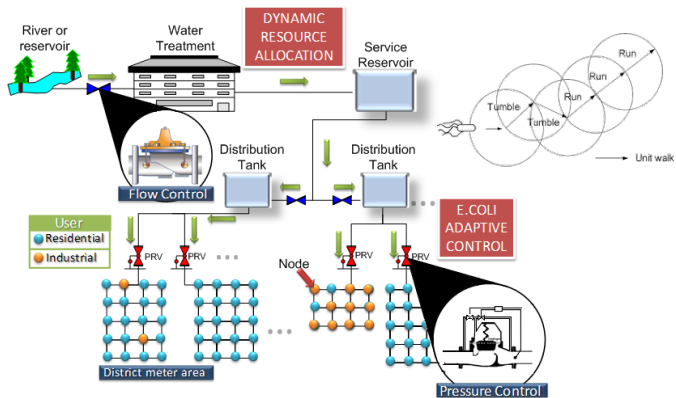 River or
reservoir
Water
Treatment
DYNAMIC
RESOURCE
ALLOCATION
Service
Reservoir
Run
Run
Run
Tumble
Tumble
Unit walk
Flow Control
Distribution
Tank
Distribution
Tank
E.COLI
ADAPTIVE
CONTROL
User
Residential
Industrial
PRV
PRV
PRV
PRV
Node
District meter area
Pressure Control